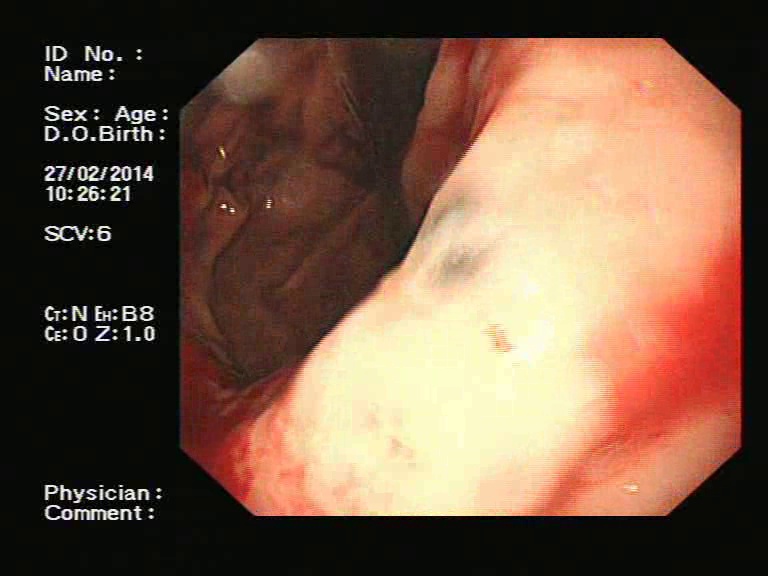 ID No. :
Name:
Sex: Age:
D.O.Birth:
27/02/2014
10:26:21
SCV:6
CT:N EH:B8
CE:0 Z:1.0
Physician:
Comment: